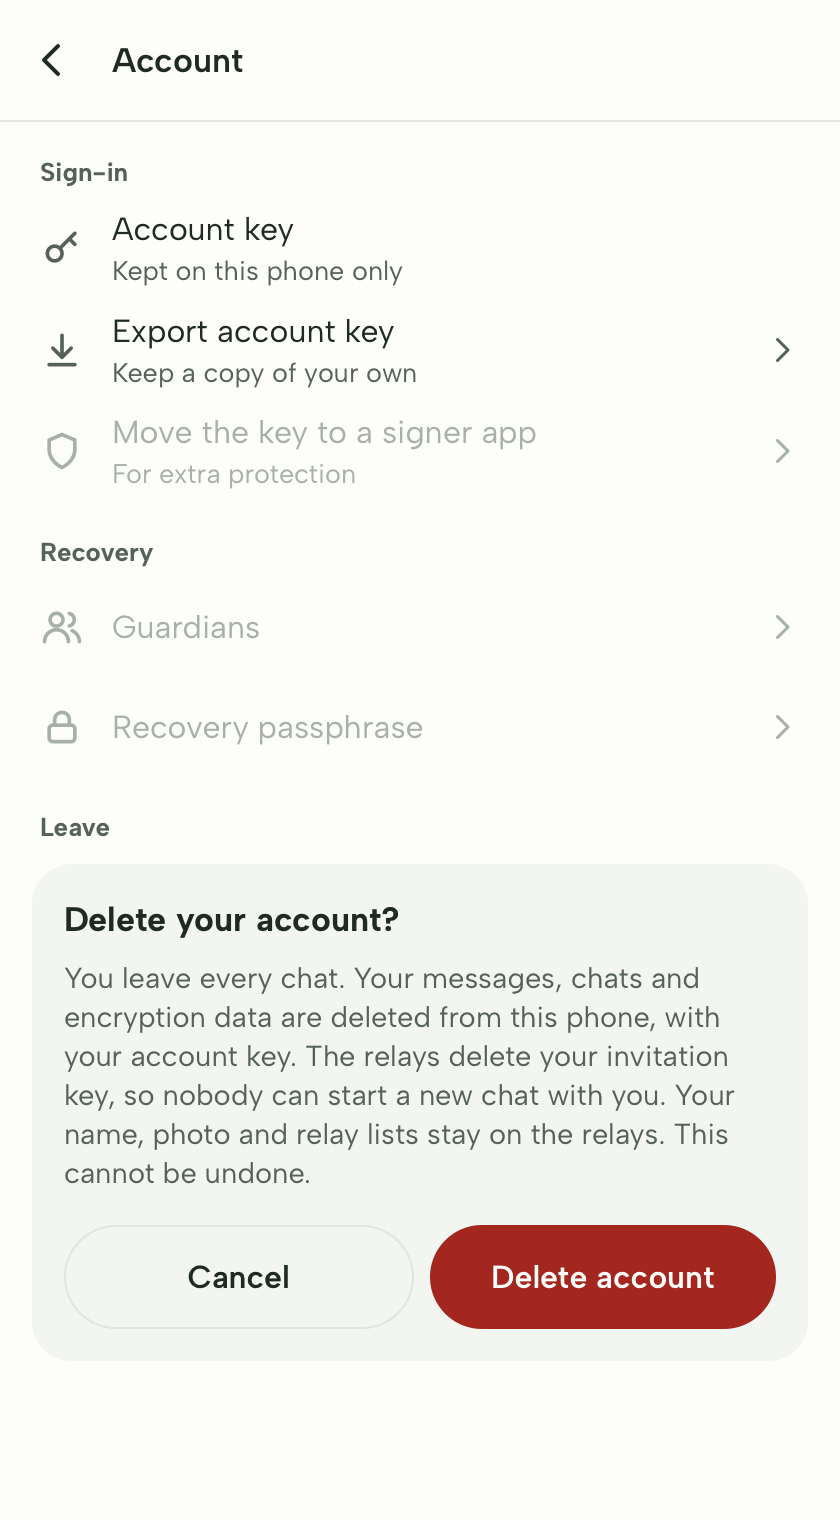 Account
Sign-in
Account key
Kept on this phone only
Export account key
Keep a copy of your own
Move the key to a signer app
For extra protection
Recovery
Guardians
Recovery passphrase
Leave
Delete your account?
You leave every chat. Your messages, chats and
encryption data are deleted from this phone, with
your account key. The relays delete your invitation
key, so nobody can start a new chat with you. Your
name, photo and relay lists stay on the relays. This
cannot be undone.
Cancel
Delete account